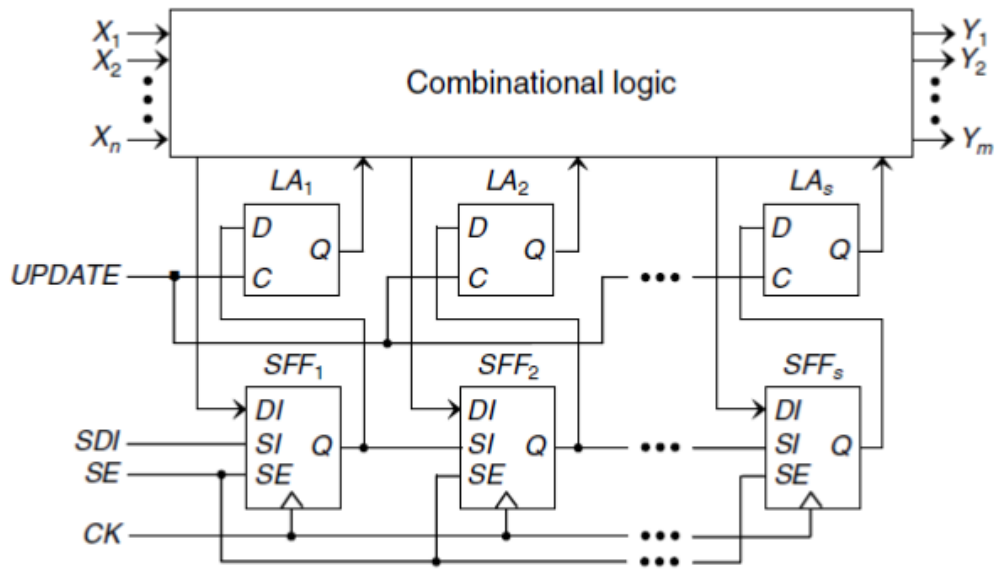 X1
Y1
X2
Combinational logic
Y2
Xn
Ym
LA1
LA2
LAs
D
D
D
Q
Q
Q
UPDATE
C
C
C
SFF1
SFF2
SFFs
DI
DI
DI
SDI
SI
Q
SI
Q
SI
Q
SE
SE
SE
SE
CK